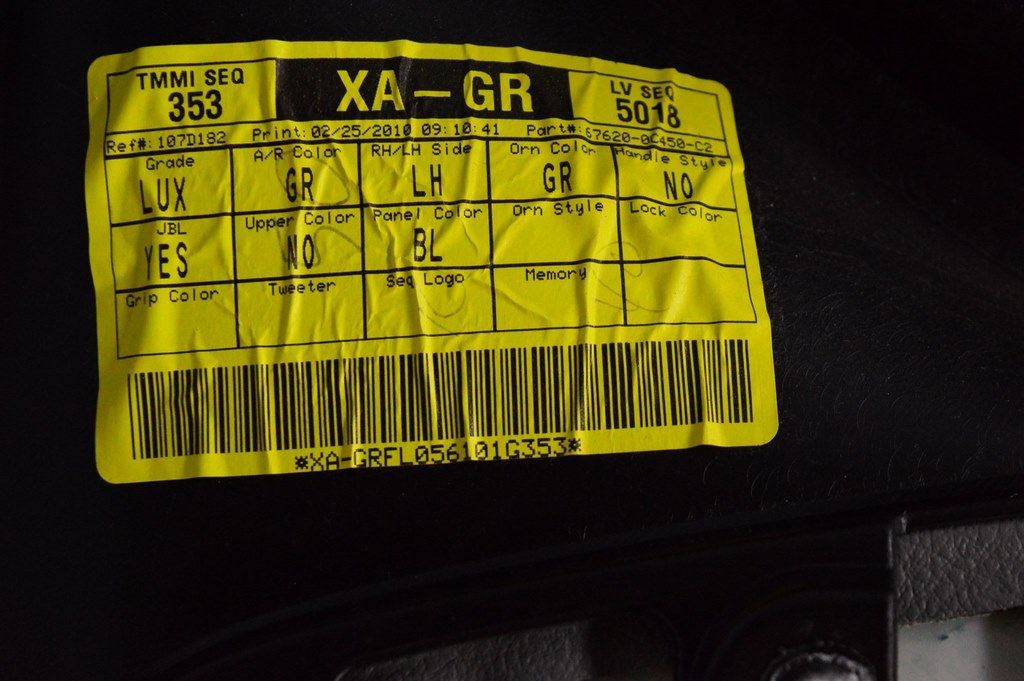 TMMI SEQ XA-GR LV SEQ
353 5018
Ref#: 107D182 Print: 02/25/2010 09:10:41 Part#: 67620-0C450-C2
Grade A/R Color RH/LH Side Orn Color Handle Style
LUX GR LH GR NO
JBL Upper Color Panel Color Orn Style Lock Color
YES NO BL
Grip Color Tweeter Seq Logo Memory
*XA-GRFL056101G353*